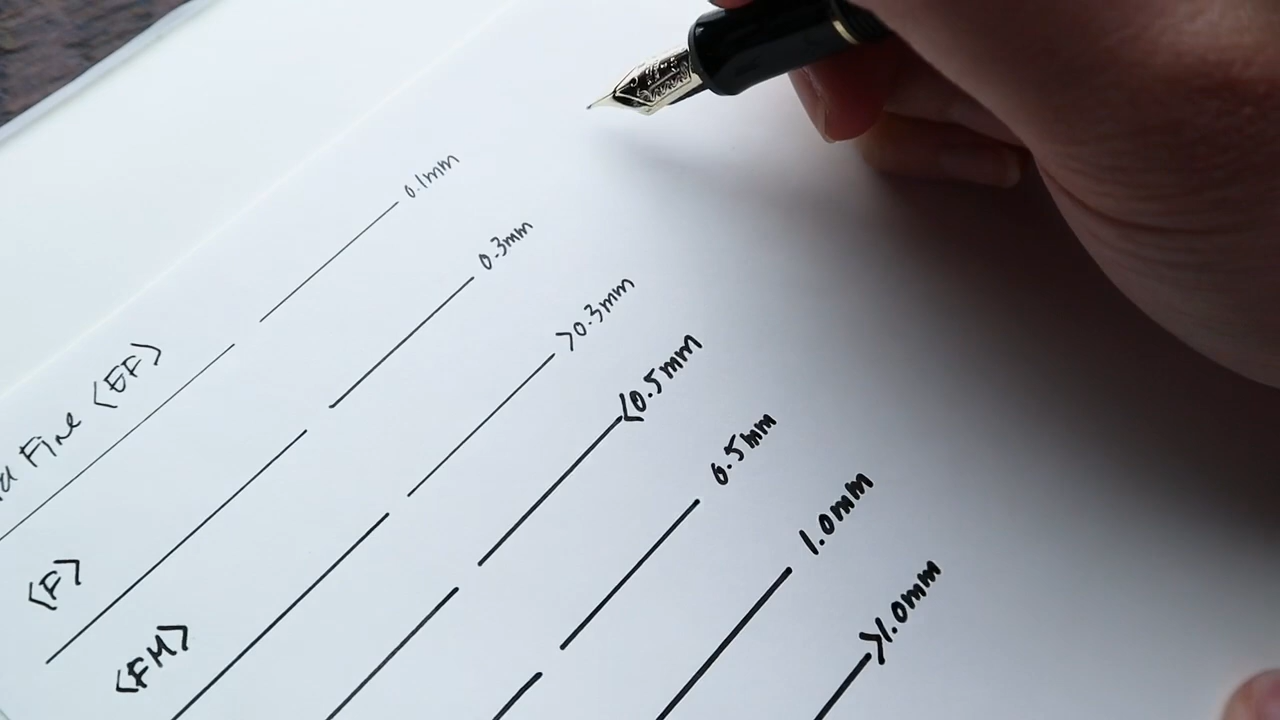 0.1mm
Fine <EF>
0.3mm
<F>
>0.3mm
<FM>
<0.5mm
0.5mm
1.0mm
>1.0mm